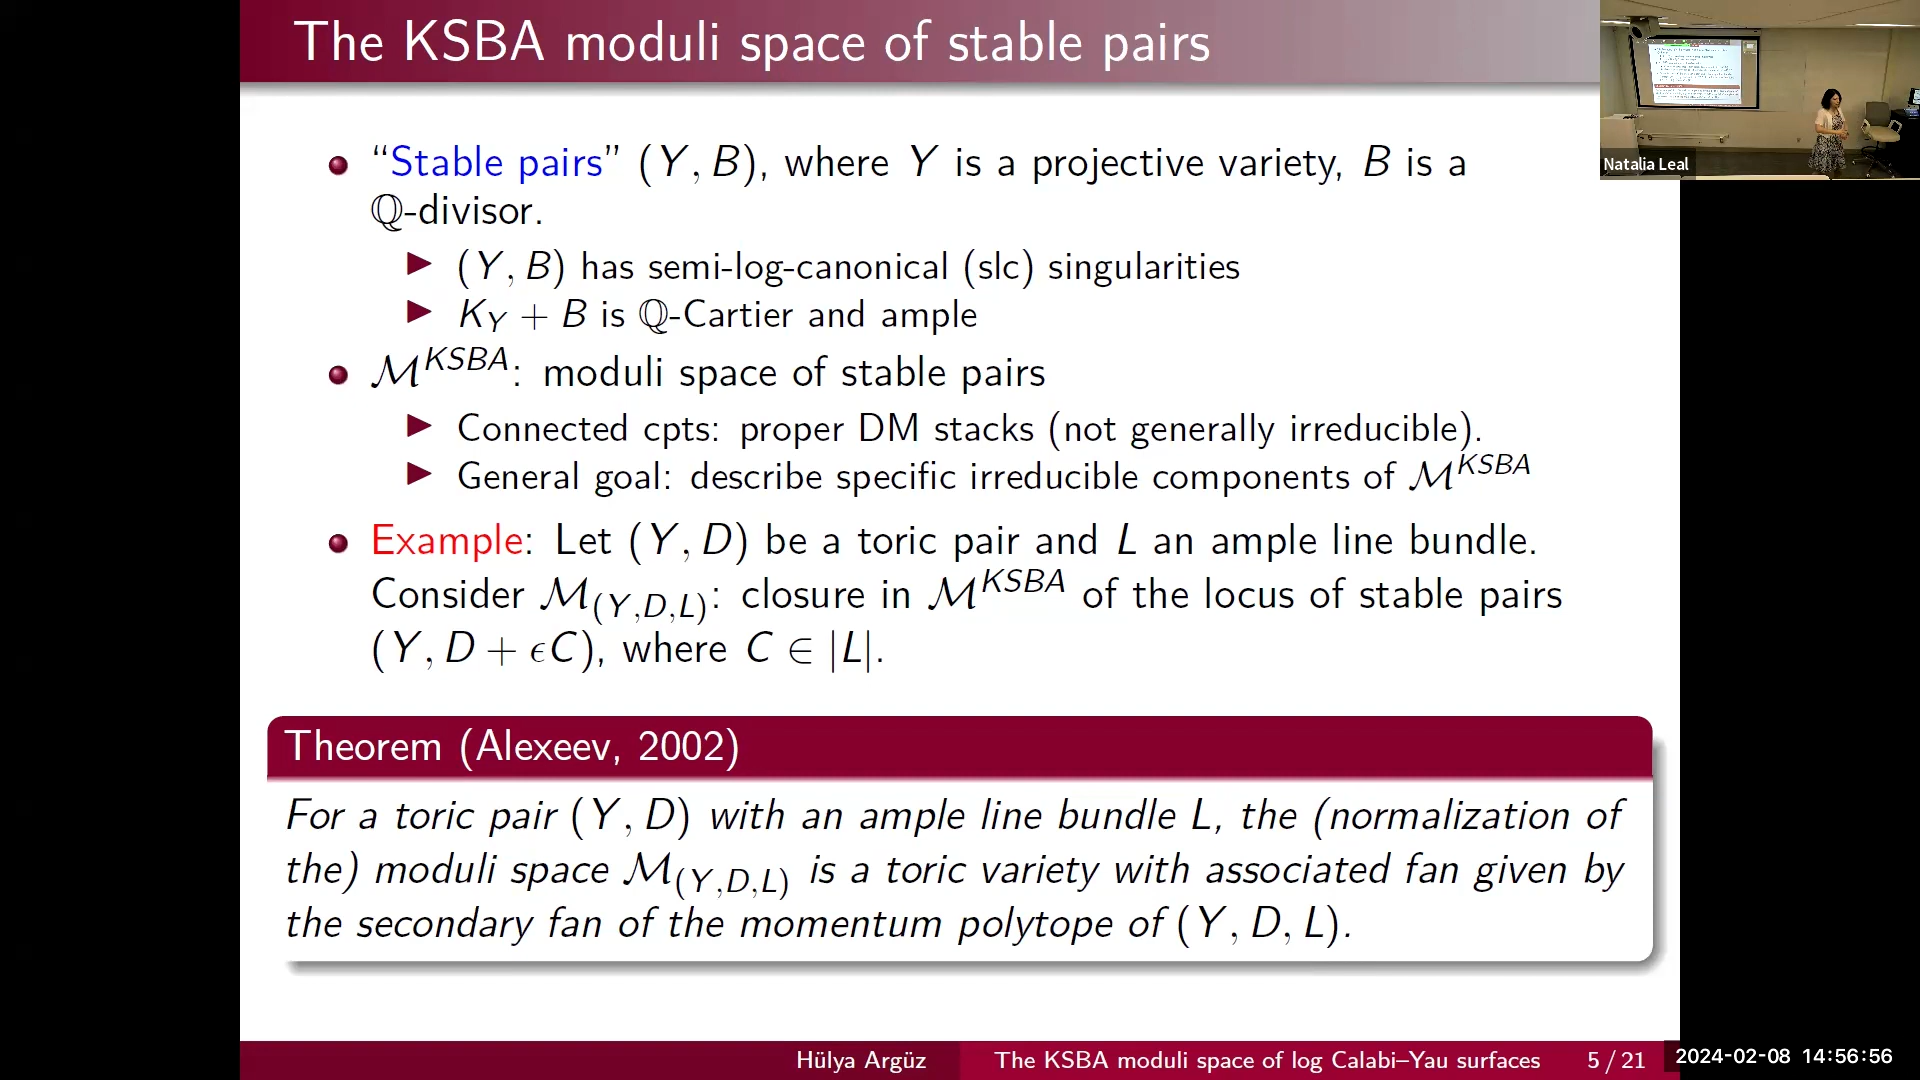 The KSBA moduli space of stable pairs
Natalia Leal
“Stable pairs” (Y, B), where Y is a projective variety, B is a
ℚ-divisor.
(Y, B) has semi-log-canonical (slc) singularities
K_Y + B is ℚ-Cartier and ample
ℳ^{KSBA}: moduli space of stable pairs
Connected cpts: proper DM stacks (not generally irreducible).
General goal: describe specific irreducible components of ℳ^{KSBA}
Example: Let (Y, D) be a toric pair and L an ample line bundle.
Consider ℳ_{(Y,D,L)}: closure in ℳ^{KSBA} of the locus of stable pairs
(Y, D + ϵC), where C ∈ |L|.
Theorem (Alexeev, 2002)
For a toric pair (Y, D) with an ample line bundle L, the (normalization of
the) moduli space ℳ_{(Y,D,L)} is a toric variety with associated fan given by
the secondary fan of the momentum polytope of (Y, D, L).
Hülya Argüz The KSBA moduli space of log Calabi–Yau surfaces 5 / 21
2024-02-08 14:56:56